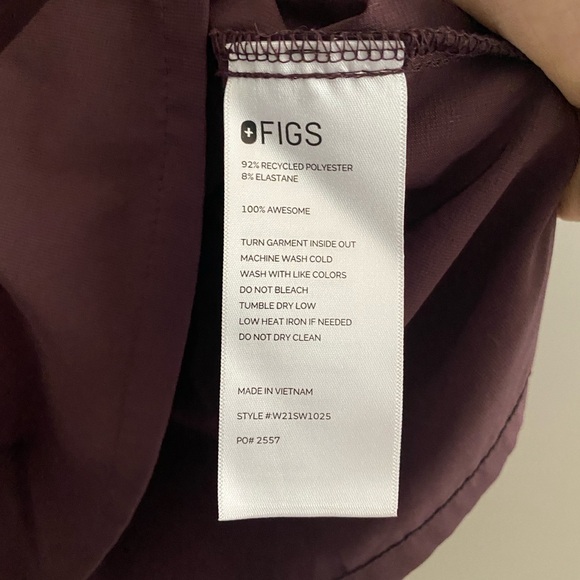 FIGS
92% RECYCLED POLYESTER
8% ELASTANE
100% AWESOME
TURN GARMENT INSIDE OUT
MACHINE WASH COLD
WASH WITH LIKE COLORS
DO NOT BLEACH
TUMBLE DRY LOW
LOW HEAT IRON IF NEEDED
DO NOT DRY CLEAN
MADE IN VIETNAM
STYLE #:W21SW1025
PO# 2557